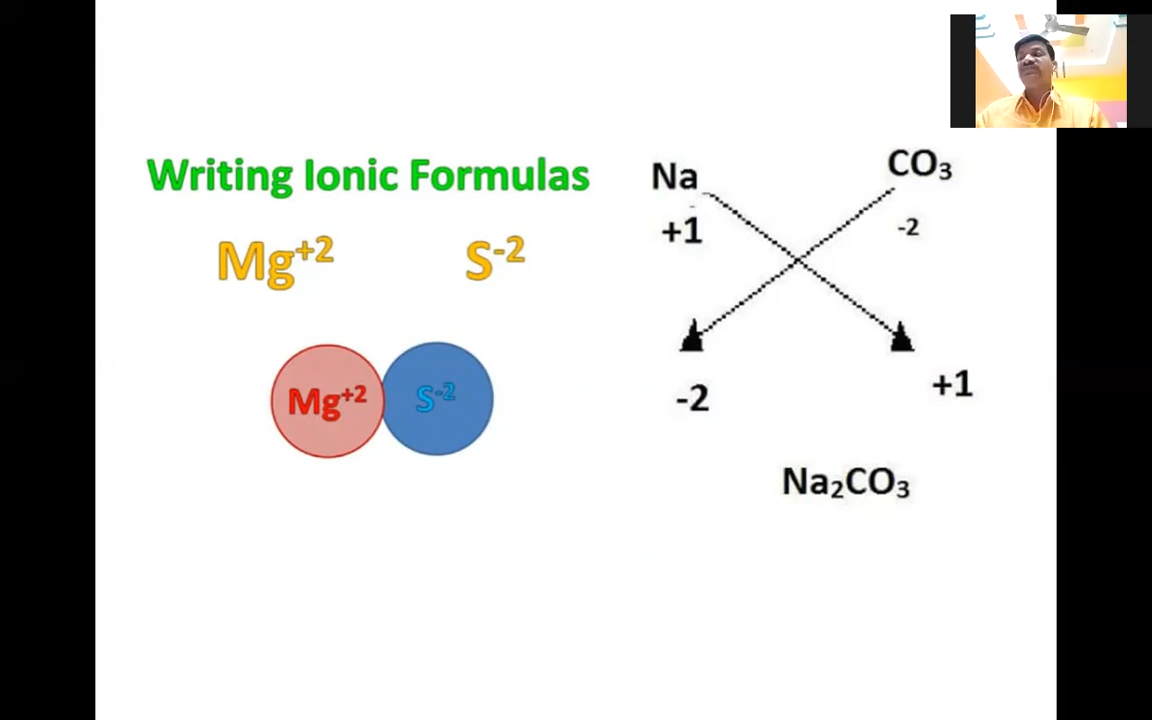 Writing Ionic Formulas
Mg⁺² S⁻²
Mg⁺² S⁻²
Na CO₃
+1 -2
-2 +1
Na₂CO₃